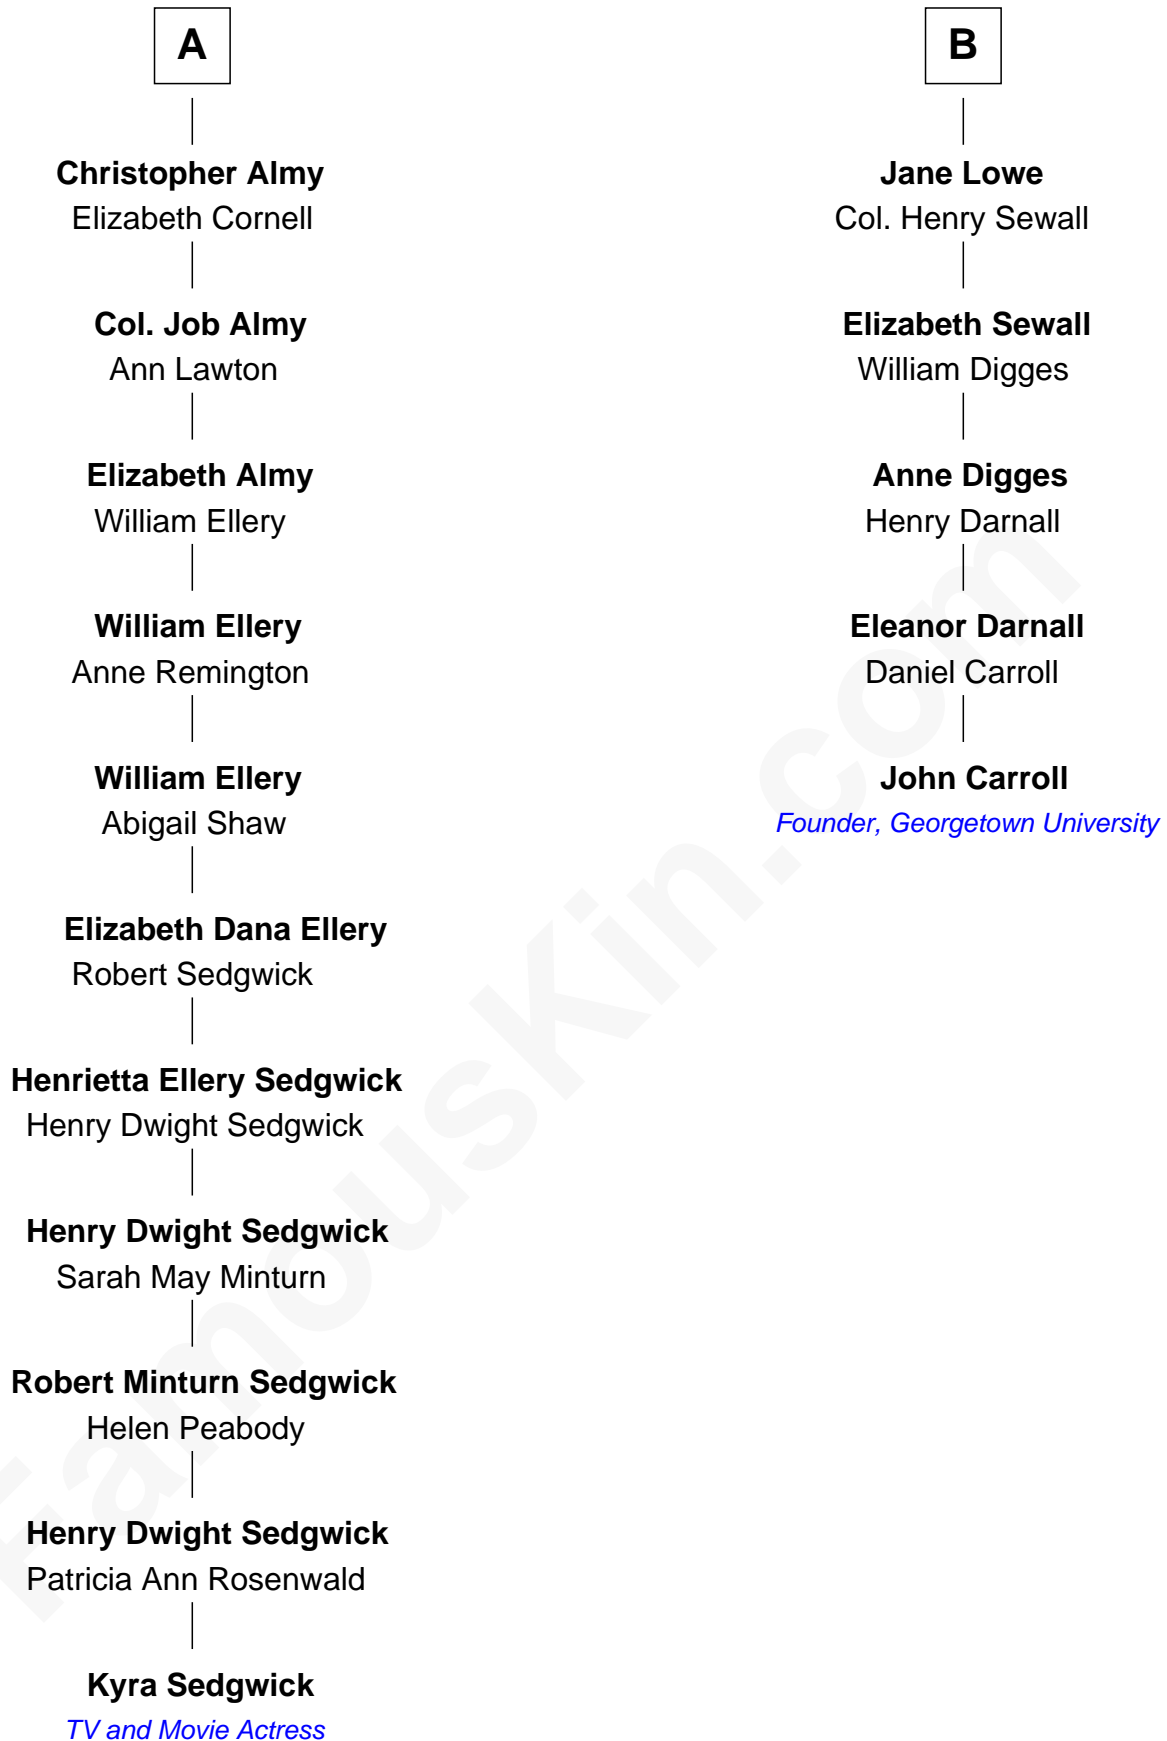 A
Christopher Almy
Elizabeth Cornell
Col. Job Almy
Ann Lawton
Elizabeth Almy
William Ellery
William Ellery
Anne Remington
William Ellery
Abigail Shaw
Elizabeth Dana Ellery
Robert Sedgwick
Henrietta Ellery Sedgwick
Henry Dwight Sedgwick
Henry Dwight Sedgwick
Sarah May Minturn
Robert Minturn Sedgwick
Helen Peabody
Henry Dwight Sedgwick
Patricia Ann Rosenwald
Kyra Sedgwick
TV and Movie Actress
B
Jane Lowe
Col. Henry Sewall
Elizabeth Sewall
William Digges
Anne Digges
Henry Darnall
Eleanor Darnall
Daniel Carroll
John Carroll
Founder, Georgetown University
FamousKin.com